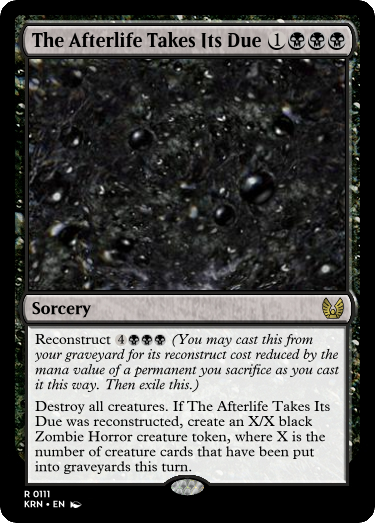 The Afterlife Takes Its Due 1
Sorcery
Reconstruct 4 (You may cast this from
your graveyard for its reconstruct cost reduced by the
mana value of a permanent you sacrifice as you cast
it this way. Then exile this.)
Destroy all creatures. If The Afterlife Takes Its
Due was reconstructed, create an X/X black
Zombie Horror creature token, where X is the
number of creature cards that have been put
into graveyards this turn.
R 0111
KRN • EN